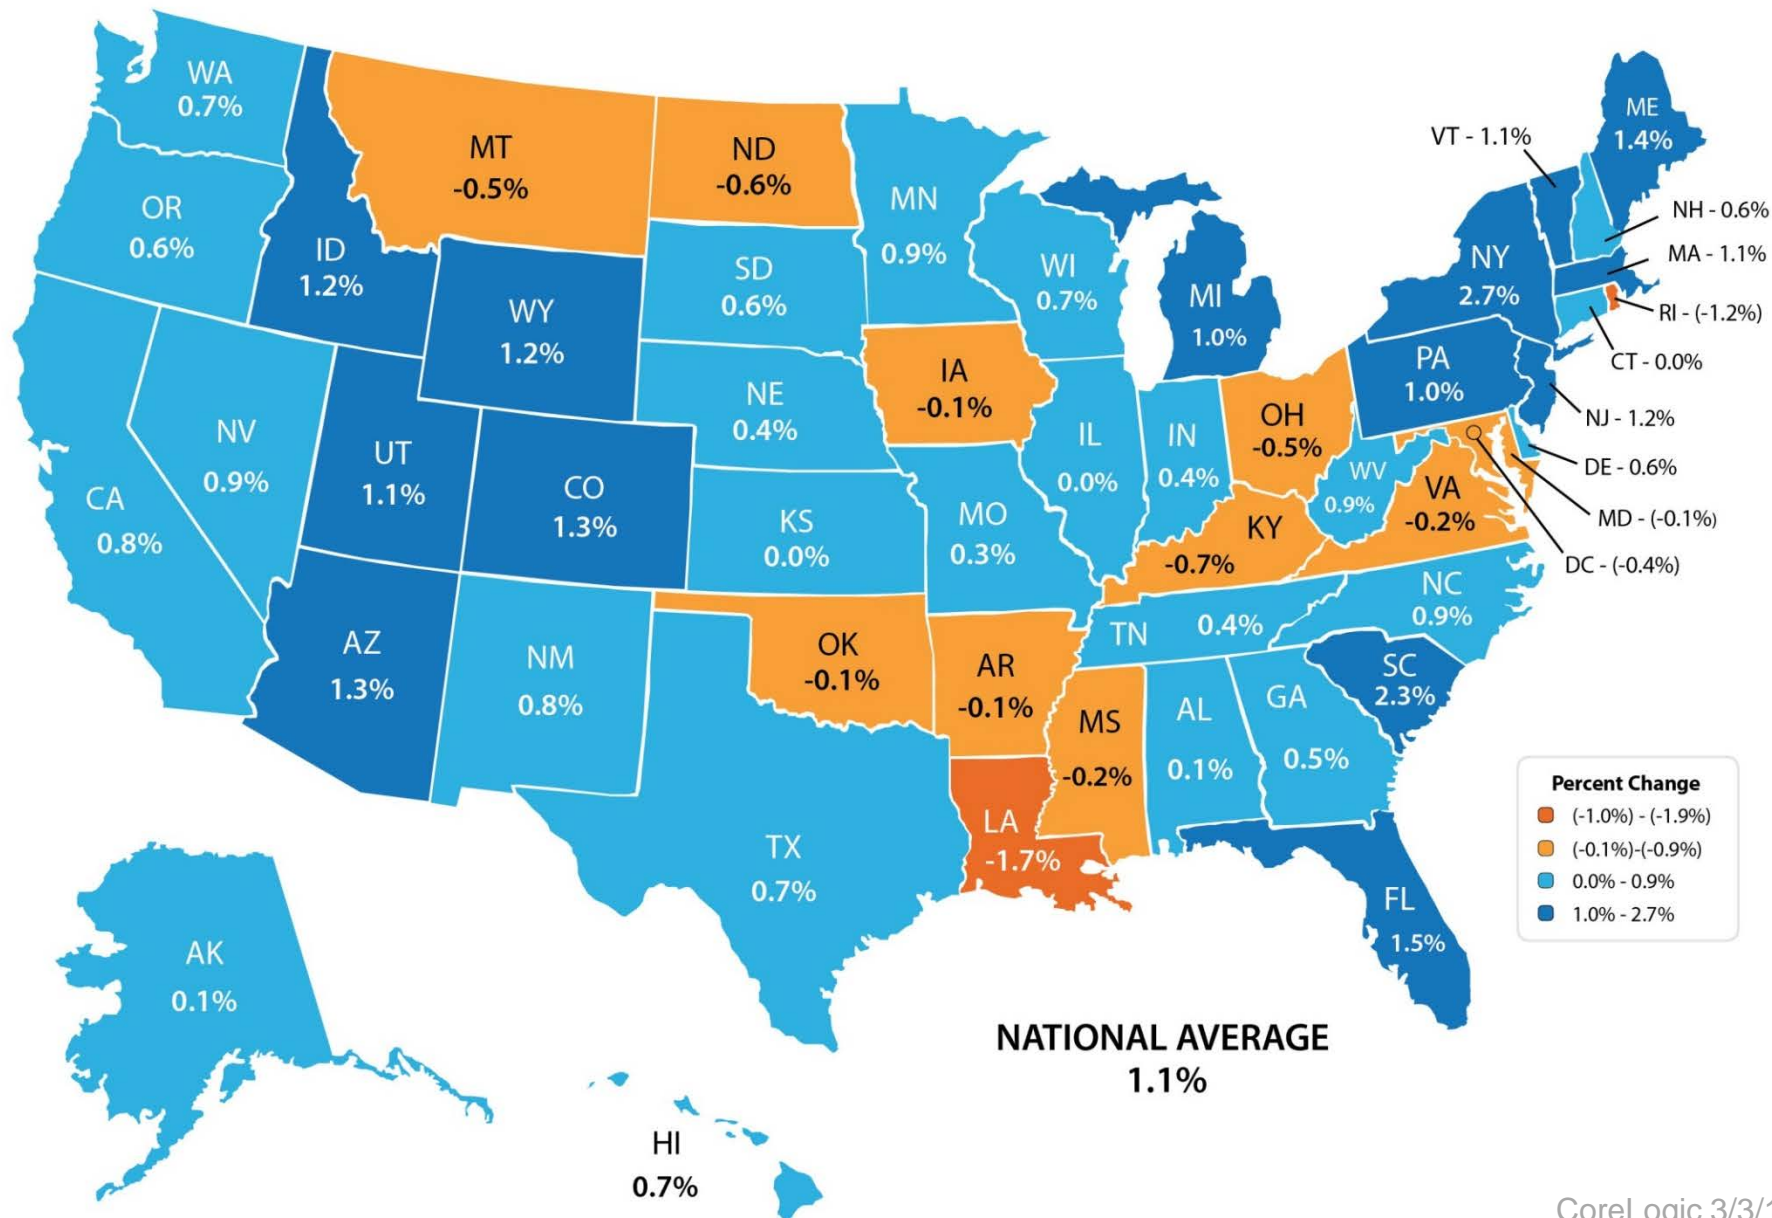 WA
0.7%
MT
-0.5%
ND
-0.6%
OR
0.6%
ID
1.2%
MN
0.9%
WY
1.2%
SD
0.6%
WI
0.7%
MI
1.0%
IA
-0.1%
NE
0.4%
NV
0.9%
UT
1.1%
CO
1.3%
CA
0.8%
KS
0.0%
MO
0.3%
IL
0.0%
IN
0.4%
OH
-0.5%
WV
0.9%
VA
-0.2%
KY
-0.7%
PA
1.0%
NY
2.7%
ME
1.4%
VT - 1.1%
NH - 0.6%
MA - 1.1%
RI - (-1.2%)
CT - 0.0%
NJ - 1.2%
DE - 0.6%
MD - (-0.1%)
DC - (-0.4%)
AZ
1.3%
NM
0.8%
OK
-0.1%
AR
-0.1%
TN 0.4%
NC
0.9%
SC
2.3%
MS
-0.2%
AL
0.1%
GA
0.5%
TX
0.7%
LA
-1.7%
FL
1.5%
AK
0.1%
HI
0.7%
Percent Change
(-1.0%) - (-1.9%)
(-0.1%)-(-0.9%)
0.0% - 0.9%
1.0% - 2.7%
NATIONAL AVERAGE
1.1%
CoreLogic